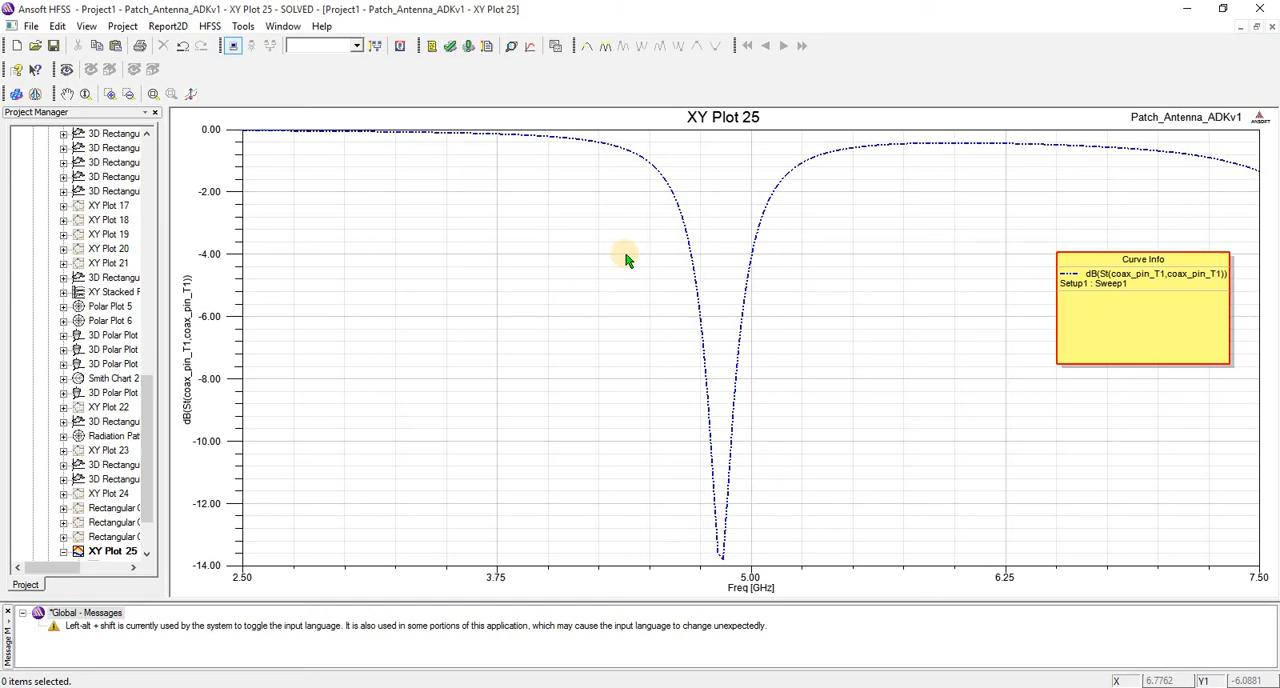 Ansoft HFSS - Project1 - Patch_Antenna_ADKv1 - XY Plot 25 - SOLVED - [Project1 - Patch_Antenna_ADKv1 - XY Plot 25]
File Edit View Project Report2D HFSS Tools Window Help
Project Manager
3D Rectangu
3D Rectangu
3D Rectangu
3D Rectangu
3D Rectangu
XY Plot 17
XY Plot 18
XY Plot 19
XY Plot 20
XY Plot 21
3D Rectangu
XY Stacked F
Polar Plot 5
Polar Plot 6
3D Polar Plot
3D Polar Plot
3D Polar Plot
Smith Chart 2
3D Polar Plot
XY Plot 22
3D Rectangu
Radiation Pat
XY Plot 23
3D Rectangu
3D Rectangu
XY Plot 24
Rectangular C
Rectangular C
Rectangular C
XY Plot 25
Project
XY Plot 25
Patch_Antenna_ADKv1
ANSOFT
dB(St(coax_pin_T1,coax_pin_T1))
0.00
-2.00
-4.00
-6.00
-8.00
-10.00
-12.00
-14.00
2.50 3.75 5.00 6.25 7.50
Freq [GHz]
Curve Info
dB(St(coax_pin_T1,coax_pin_T1))
Setup1 : Sweep1
*Global - Messages
Left-alt + shift is currently used by the system to toggle the input language. It is also used in some portions of this application, which may cause the input language to change unexpectedly.
Message M
0 items selected.
X 6.7762 Y1 -6.0881